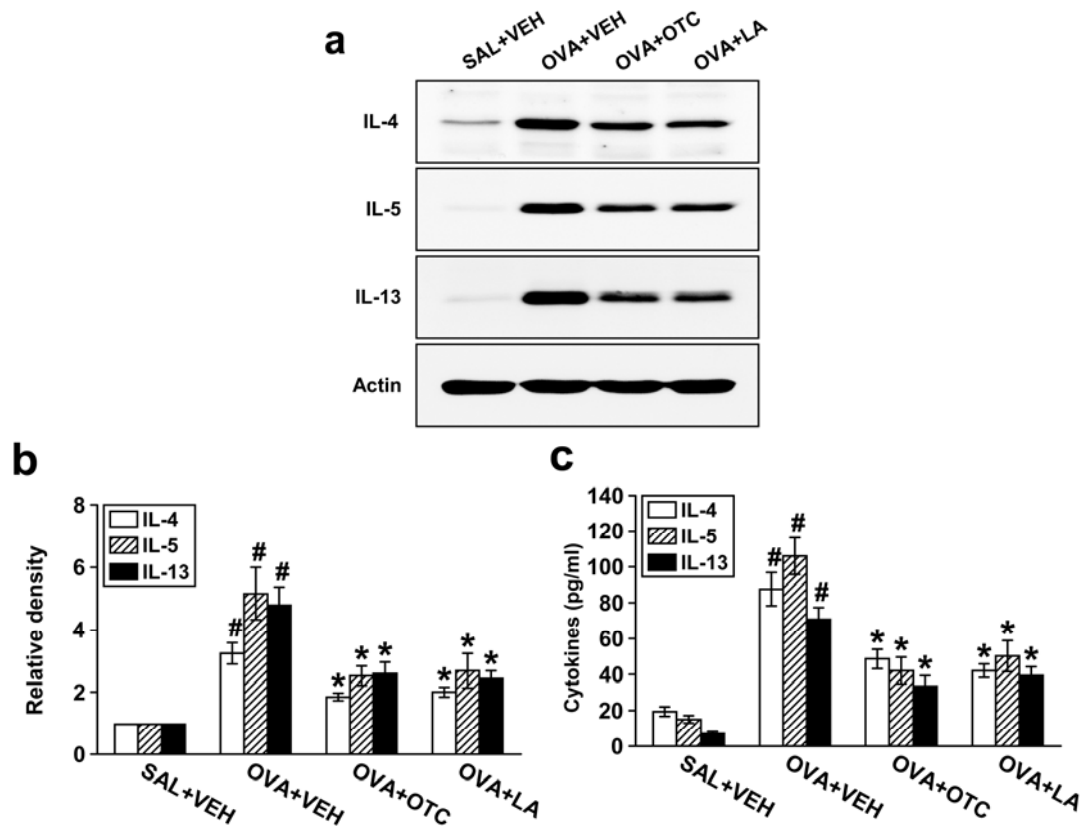 a
SAL+VEH
OVA+VEH
OVA+OTC
OVA+LA
IL-4
IL-5
IL-13
Actin
b
Relative density
8
6
4
2
0
IL-4
IL-5
IL-13
#
#
#
*
*
*
*
*
*
SAL+VEH
OVA+VEH
OVA+OTC
OVA+LA
c
Cytokines (pg/ml)
140
120
100
80
60
40
20
0
IL-4
IL-5
IL-13
#
#
#
*
*
*
*
*
*
SAL+VEH
OVA+VEH
OVA+OTC
OVA+LA